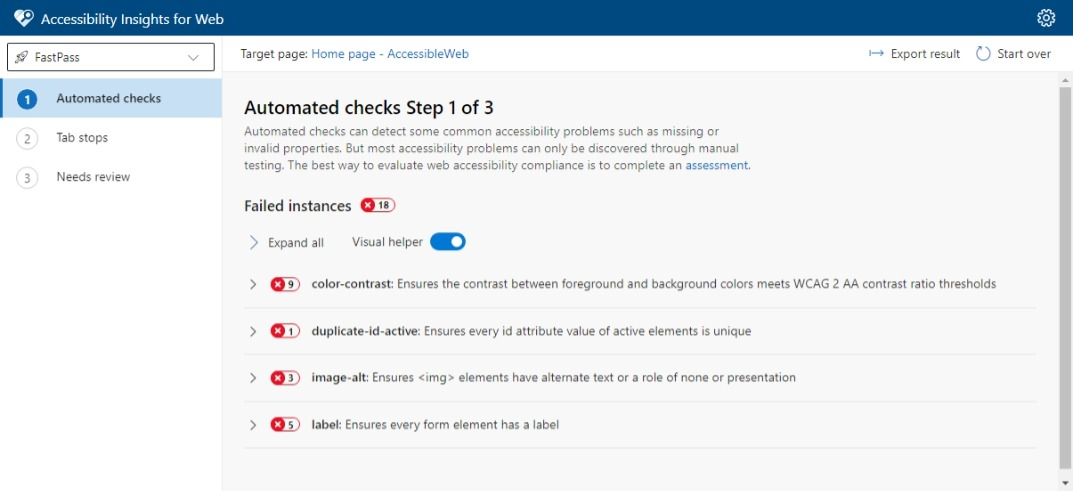 Accessibility Insights for Web
FastPass
Target page: Home page - AccessibleWeb
Export result
Start over
1 Automated checks
2 Tab stops
3 Needs review
Automated checks Step 1 of 3
Automated checks can detect some common accessibility problems such as missing or
invalid properties. But most accessibility problems can only be discovered through manual
testing. The best way to evaluate web accessibility compliance is to complete an assessment.
Failed instances 18
Expand all
Visual helper
9 color-contrast: Ensures the contrast between foreground and background colors meets WCAG 2 AA contrast ratio thresholds
1 duplicate-id-active: Ensures every id attribute value of active elements is unique
3 image-alt: Ensures <img> elements have alternate text or a role of none or presentation
5 label: Ensures every form element has a label